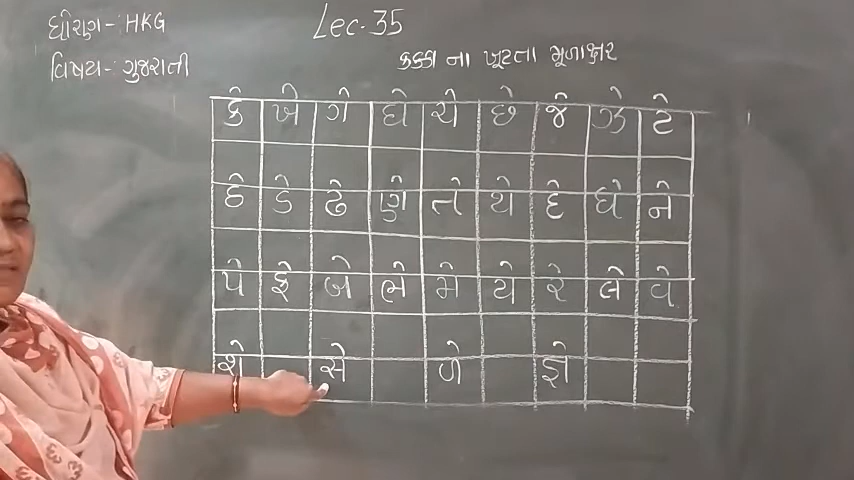 ધોરણ:- HKG
Lec-35
વિષય:- ગુજરાતી
કક્કા ના ખૂટતા મૂળાક્ષર
કે ખે ગે ઘે ચે છે જે ઝે ટે
ઠે ડે ઢે ણે તે થે દે ધે ને
પે ફે બે ભે મે યે રે લે વે
શે સે ળે જ્ઞે